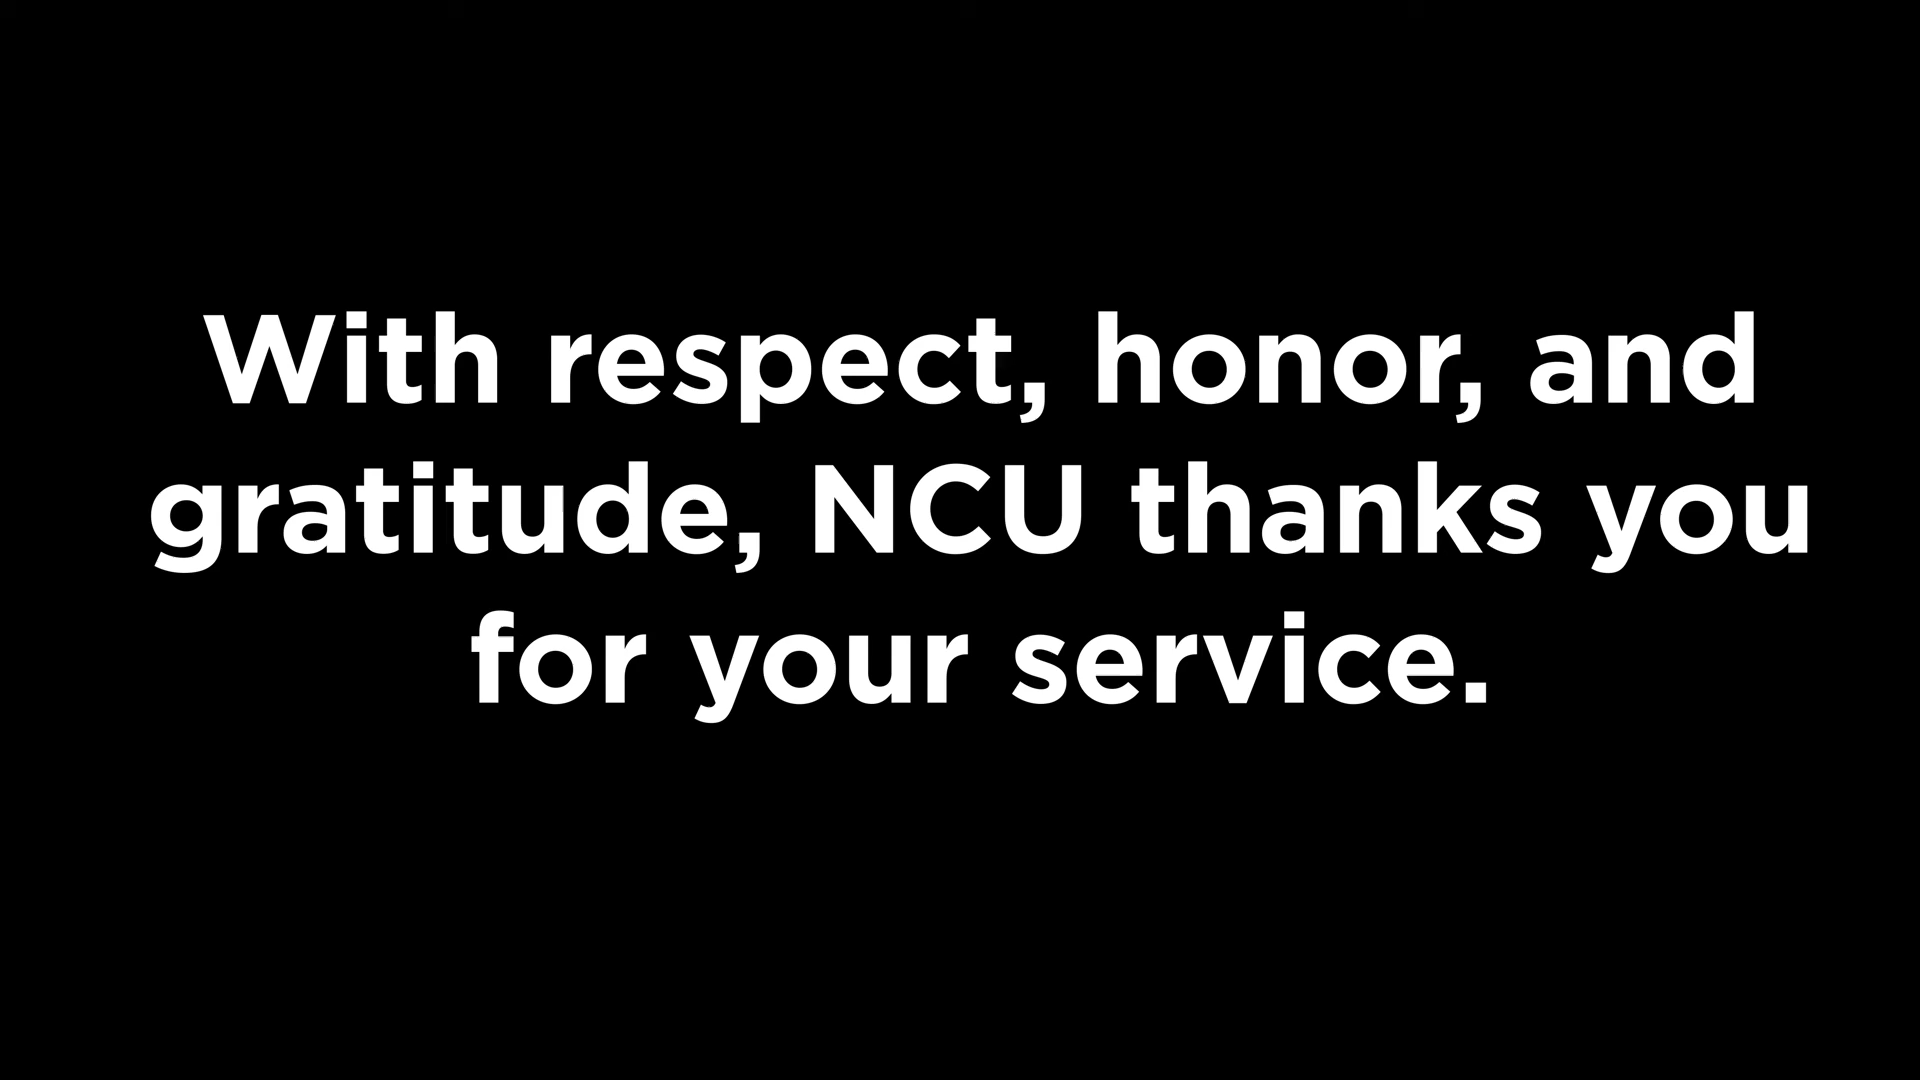 With respect, honor, and
gratitude, NCU thanks you
for your service.